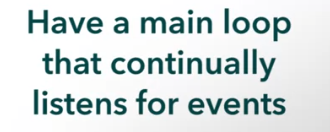 Have a main loop
that continually
listens for events